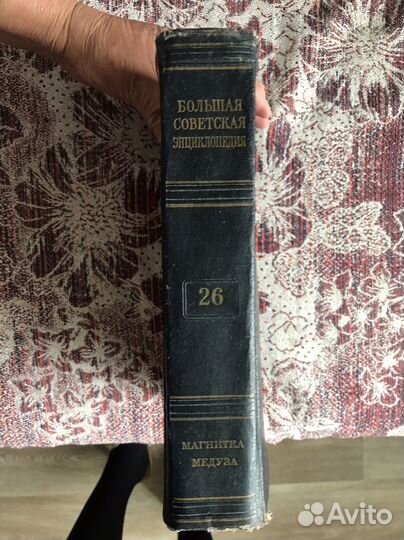 БОЛЬШАЯ
СОВЕТСКАЯ
ЭНЦИКЛОПЕДИЯ
26
МАГНИТКА
МЕДУЗА
Avito